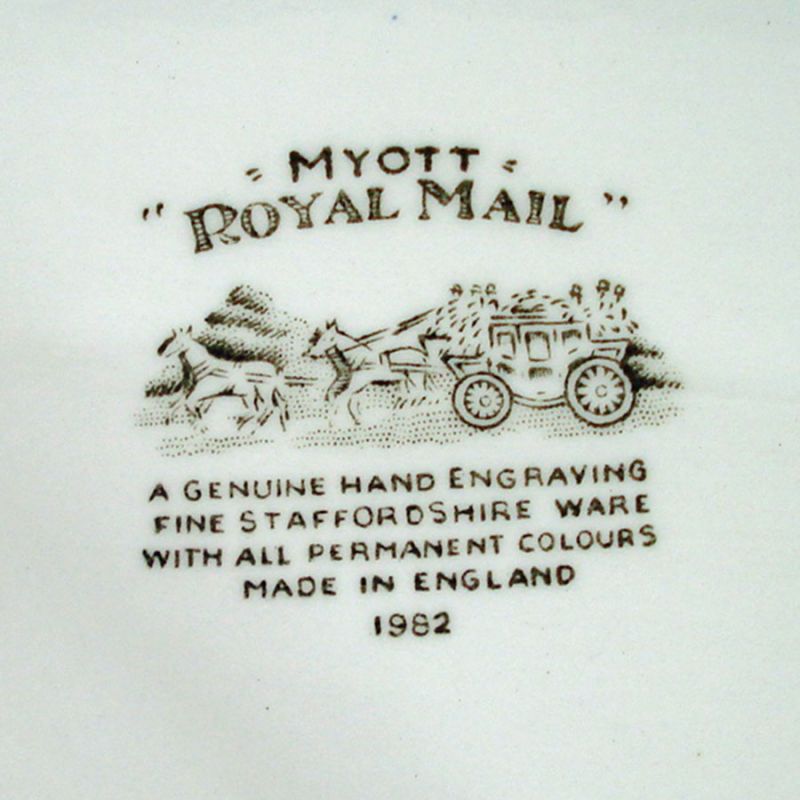 " MYOTT "
"ROYAL MAIL"
A GENUINE HAND ENGRAVING
FINE STAFFORDSHIRE WARE
WITH ALL PERMANENT COLOURS
MADE IN ENGLAND
1982